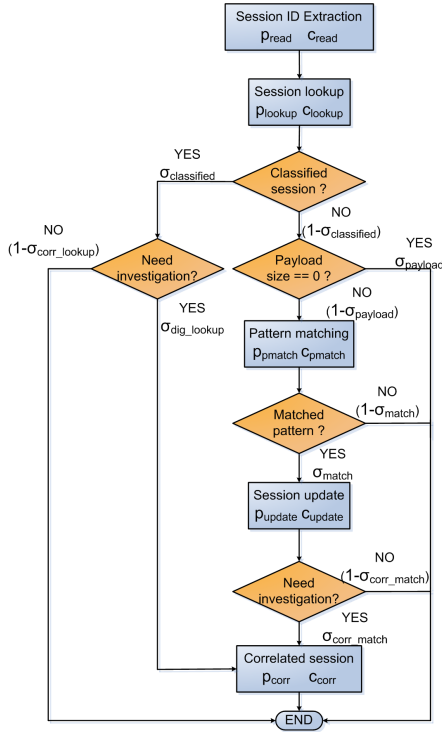 Session ID Extraction
pread cread
Session lookup
plookup clookup
YES
σclassified
Classified
session ?
NO
(1-σclassified)
NO
(1-σcorr_lookup)
Need
investigation?
Payload
size == 0 ?
YES
σpayload
YES
σdig_lookup
NO
(1-σpayload)
Pattern matching
ppmatch cpmatch
Matched
pattern ?
NO
(1-σmatch)
YES
σmatch
Session update
pupdate cupdate
Need
investigation?
NO
(1-σcorr_match)
YES
σcorr_match
Correlated session
pcorr ccorr
END